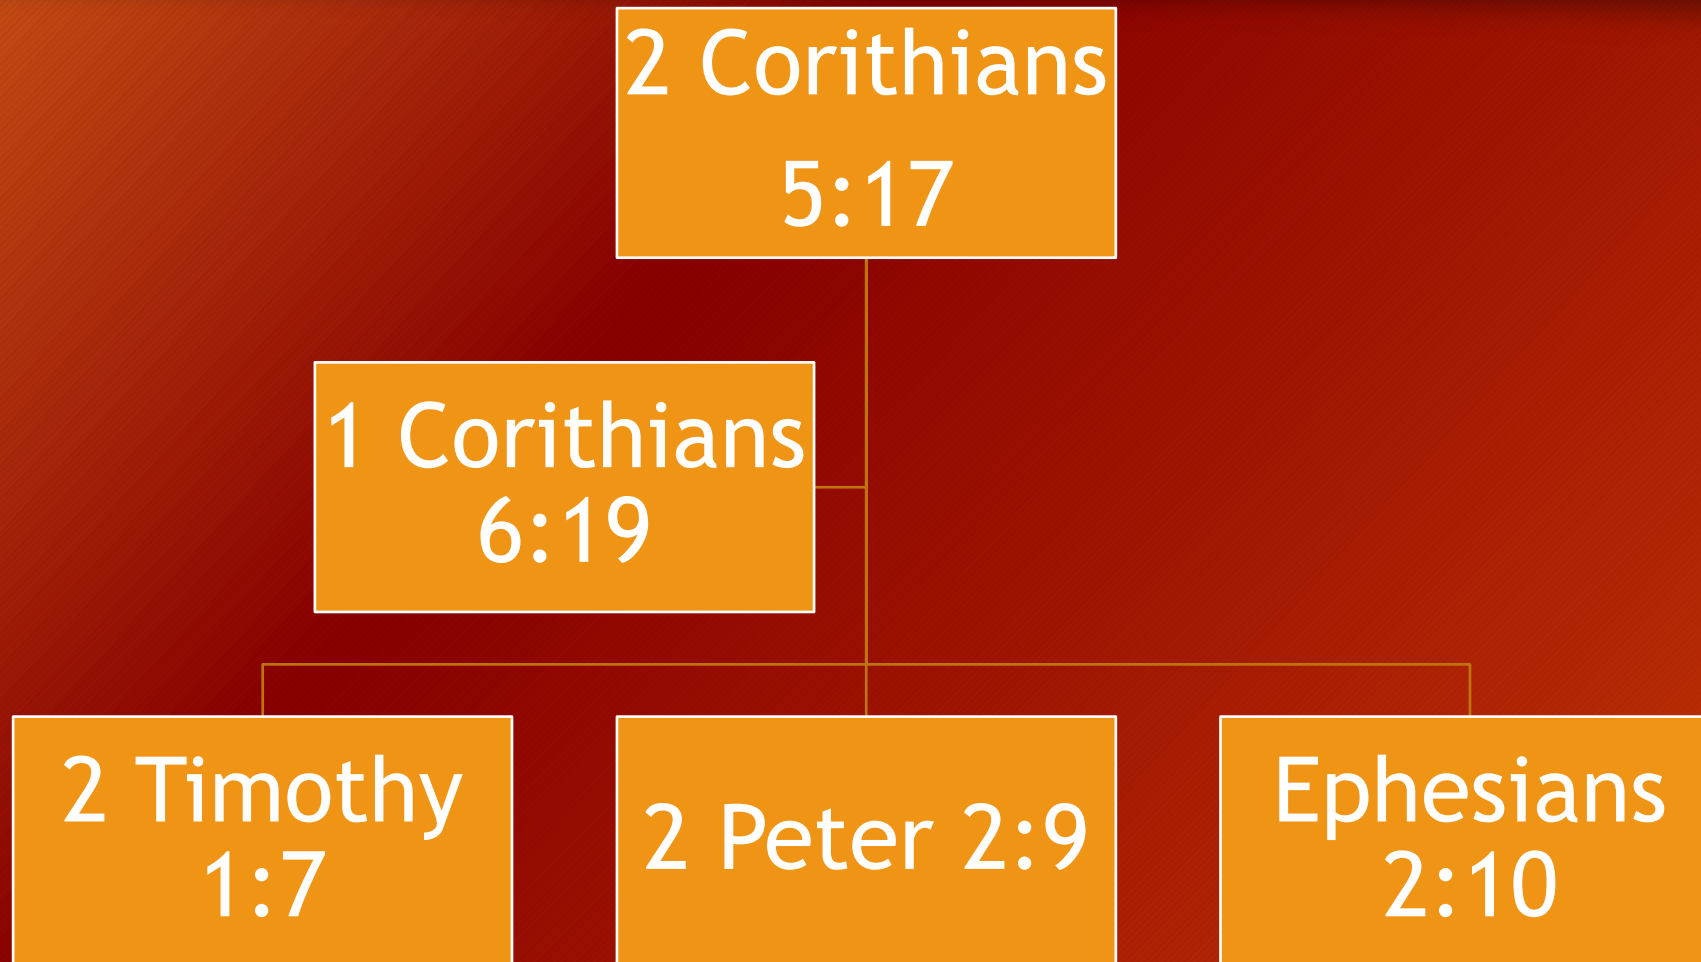 2 Corithians
5:17
1 Corithians
6:19
2 Timothy
1:7
2 Peter 2:9
Ephesians
2:10